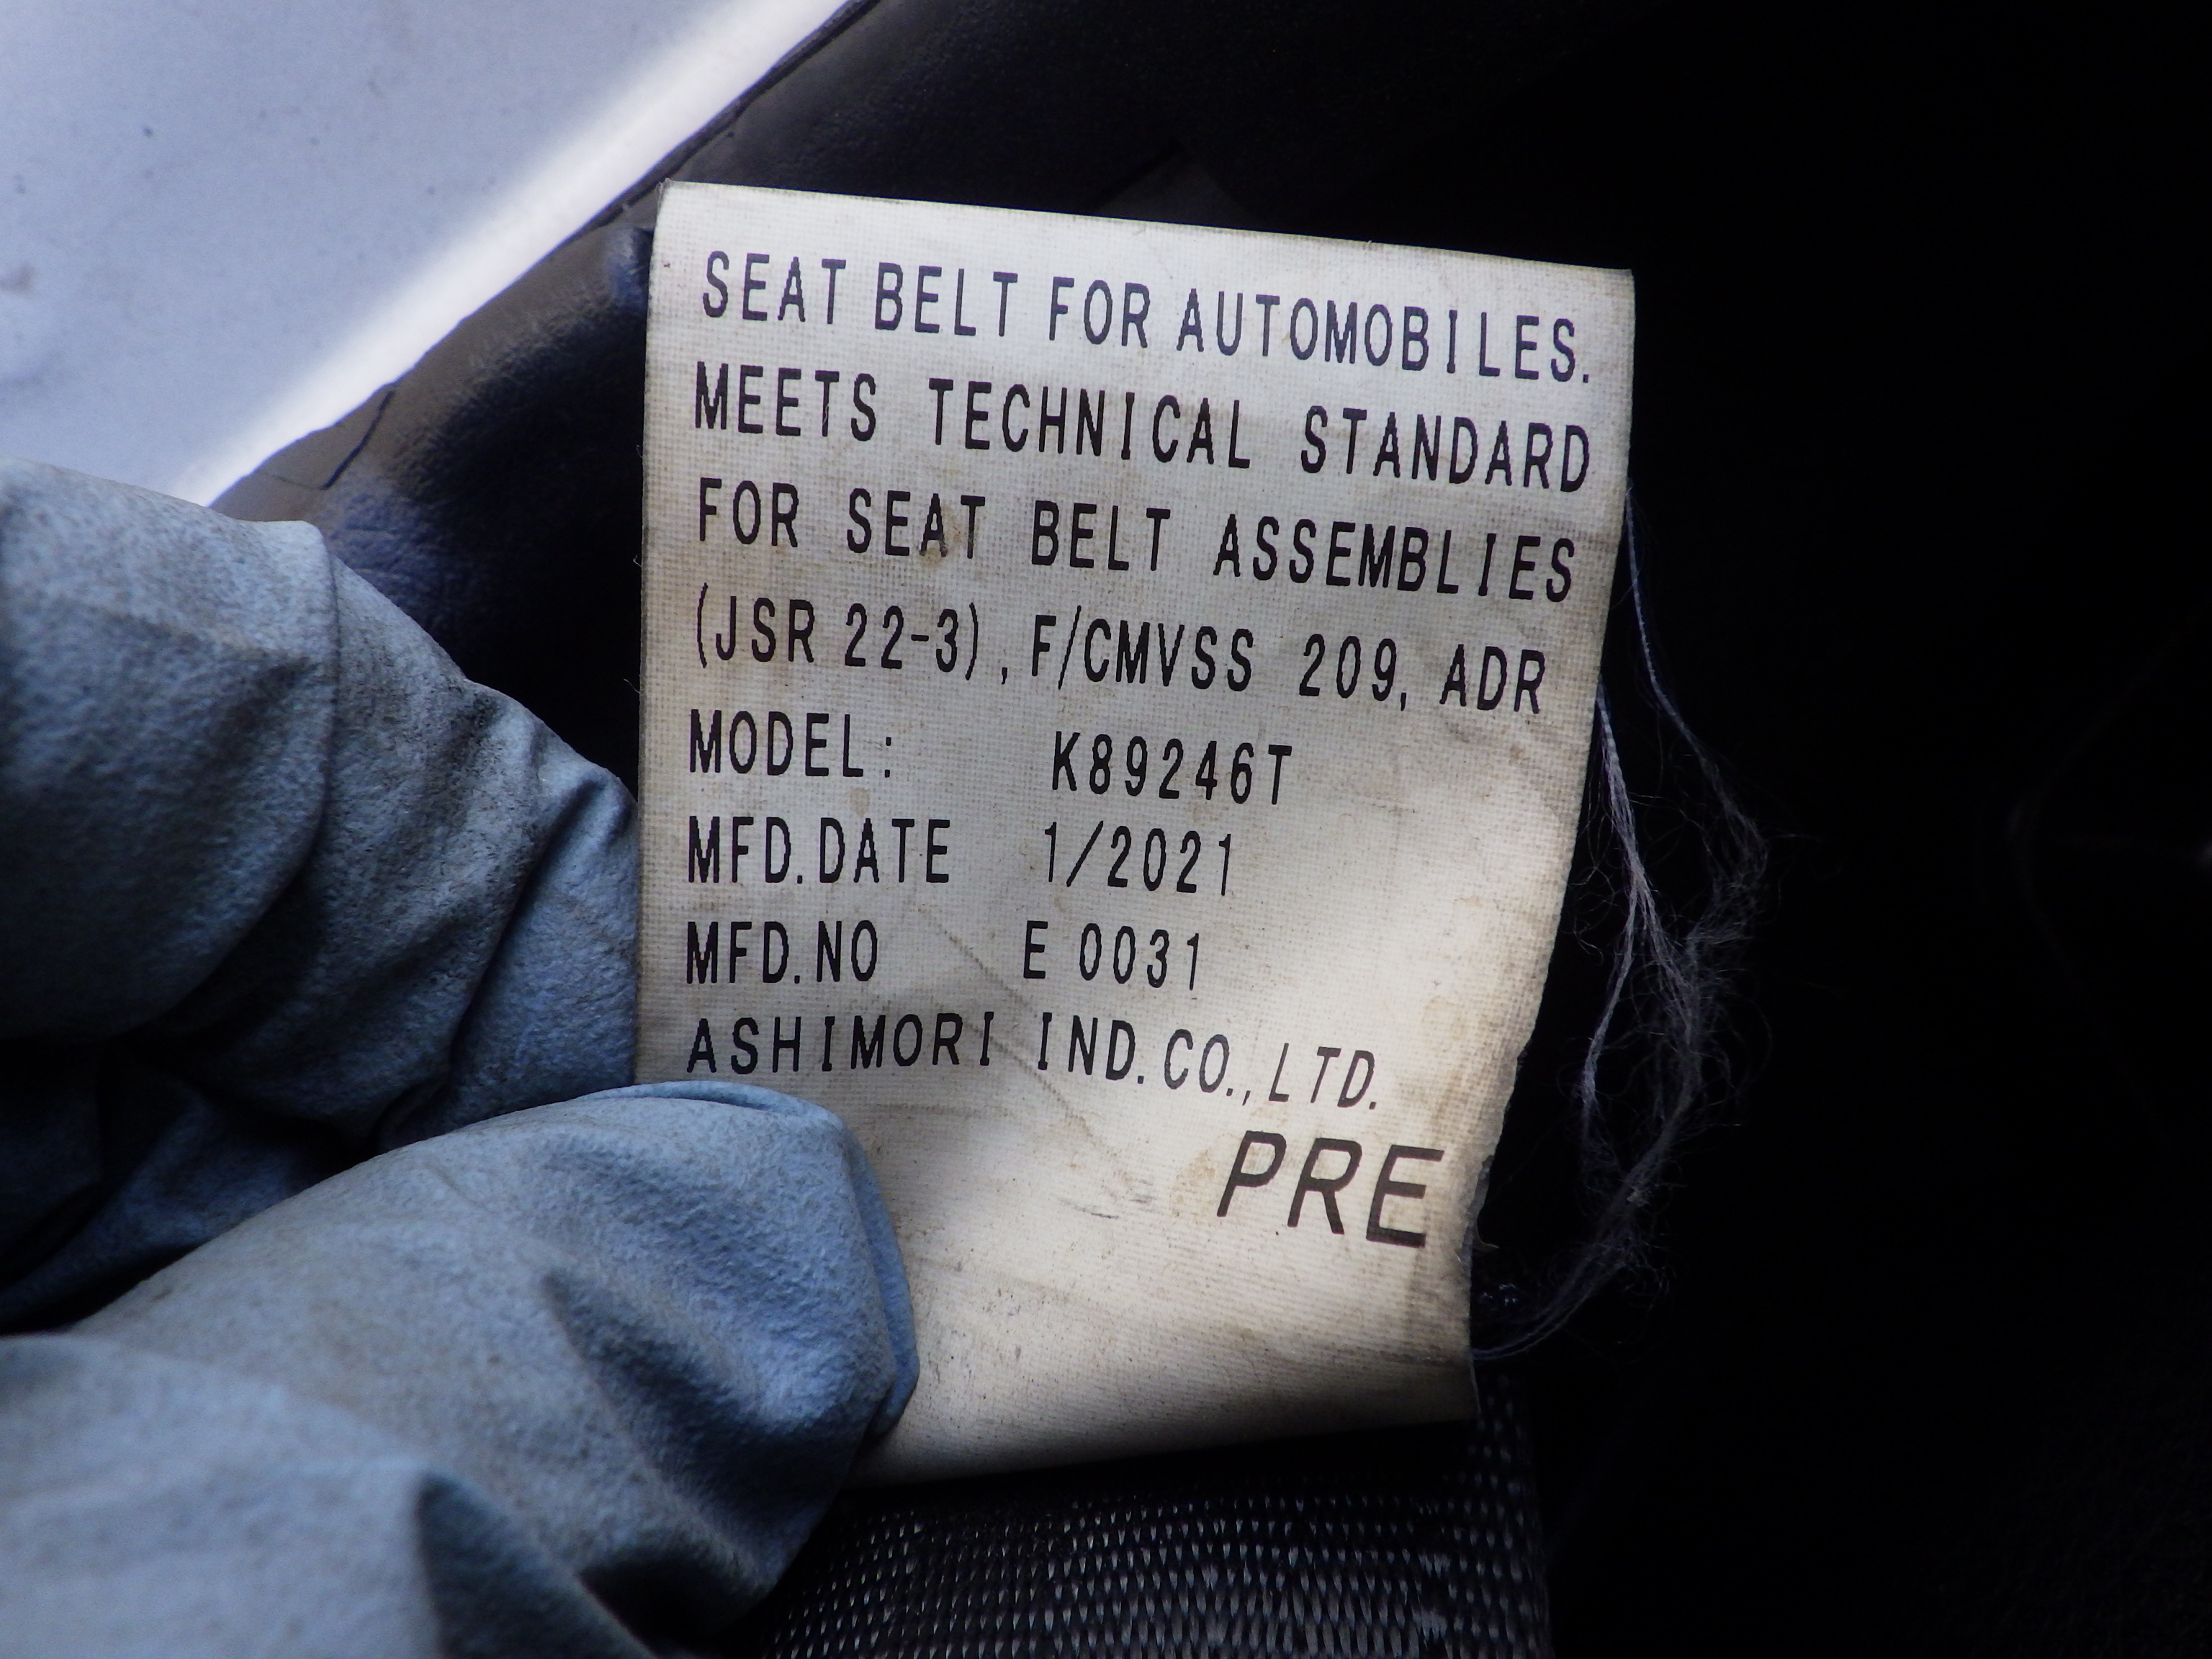 SEAT BELT FOR AUTOMOBILES.
MEETS TECHNICAL STANDARD
FOR SEAT BELT ASSEMBLIES
(JSR 22-3), F/CMVSS 209, ADR
MODEL: K89246T
MFD.DATE 1/2021
MFD.NO E 0031
ASHIMORI IND.CO.,LTD.
PRE